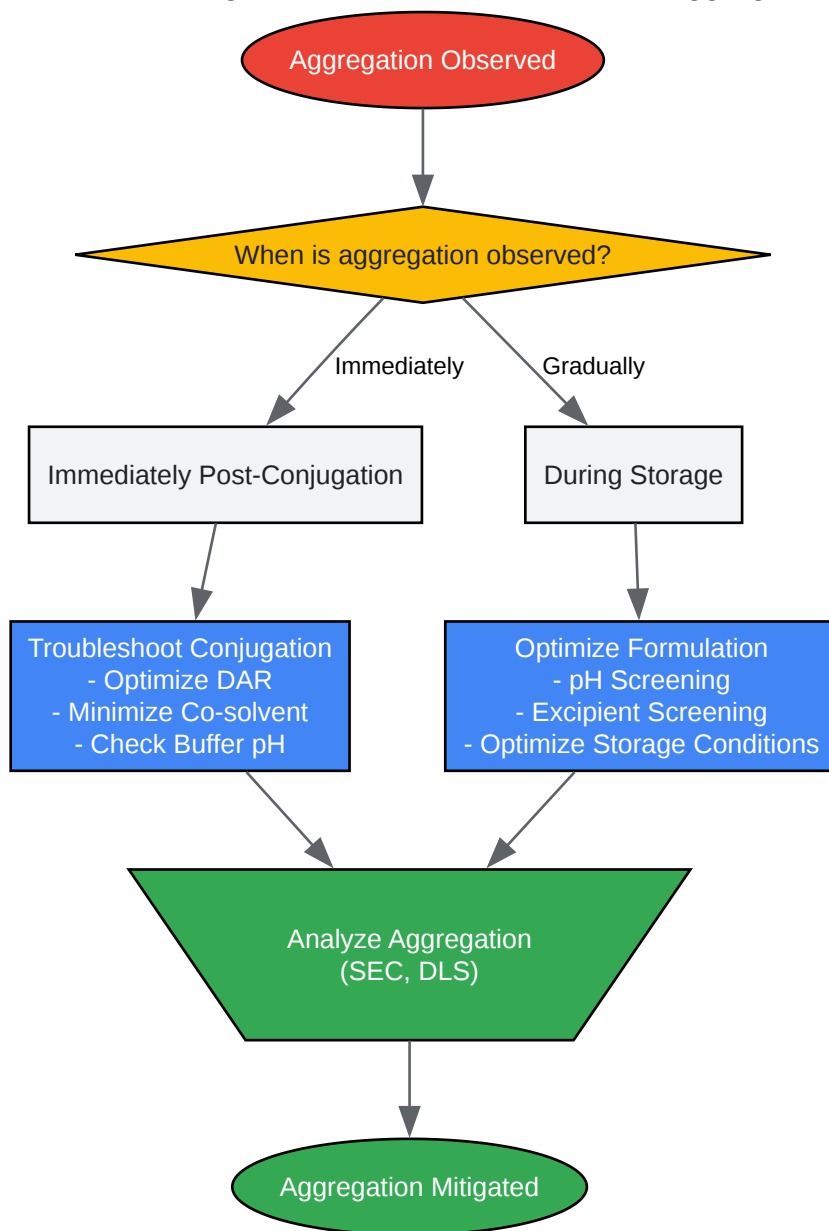 Aggregation Observed
When is aggregation observed?
Immediately
Gradually
Immediately Post-Conjugation
During Storage
Troubleshoot Conjugation
- Optimize DAR
- Minimize Co-solvent
- Check Buffer pH
Optimize Formulation
- pH Screening
- Excipient Screening
- Optimize Storage Conditions
Analyze Aggregation
(SEC, DLS)
Aggregation Mitigated